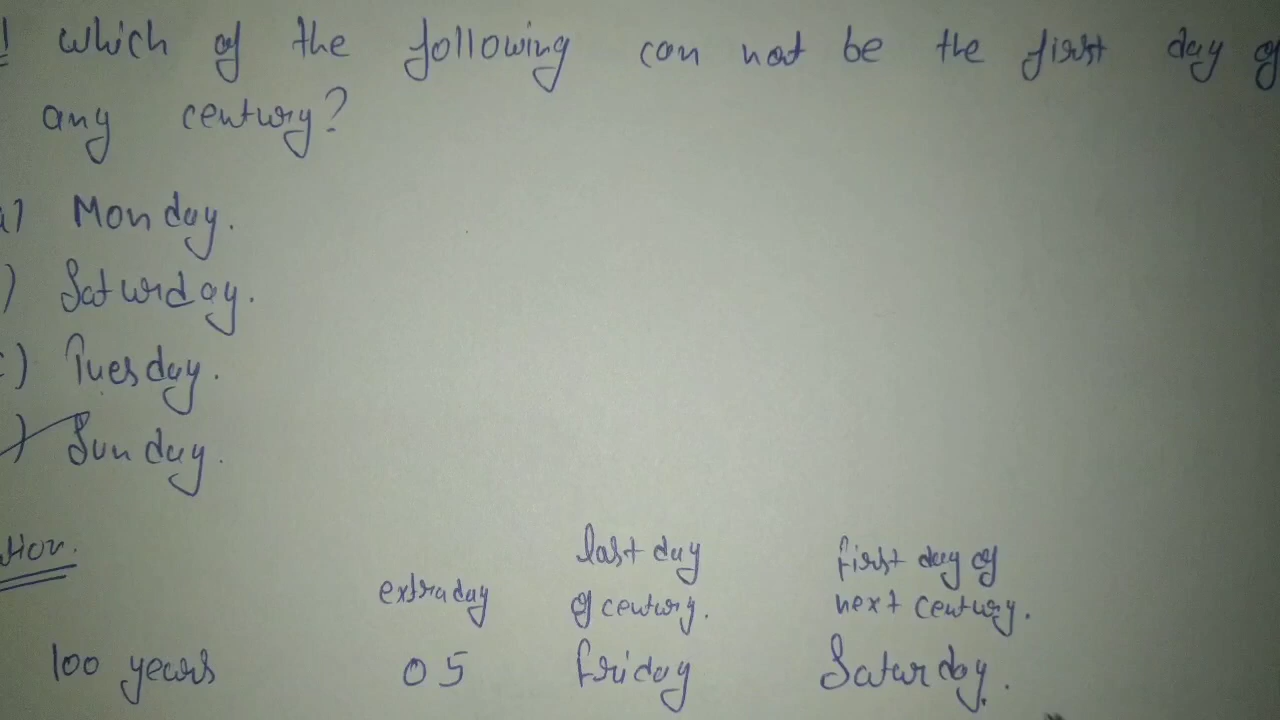 which of the following can not be the first day of
any century?
a) Monday.
) Saturday.
c) Tuesday.
) Sunday.
tion.
extraday
last day
of century.
first day of
next century.
100 years 05 friday Saturday.